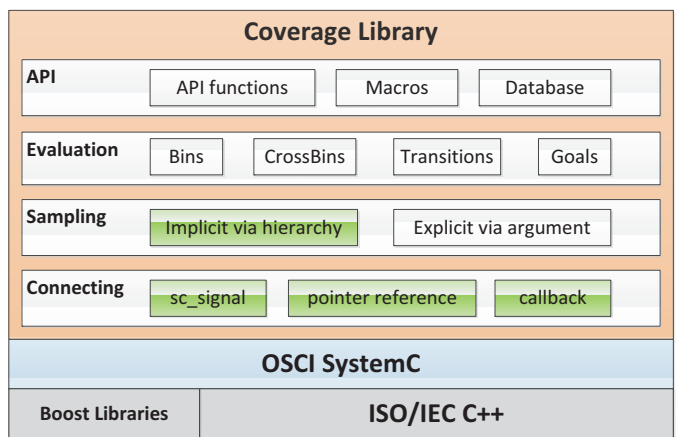 Coverage Library
API
API functions
Macros
Database
Evaluation
Bins
CrossBins
Transitions
Goals
Sampling
Implicit via hierarchy
Explicit via argument
Connecting
sc_signal
pointer reference
callback
OSCI SystemC
Boost Libraries
ISO/IEC C++